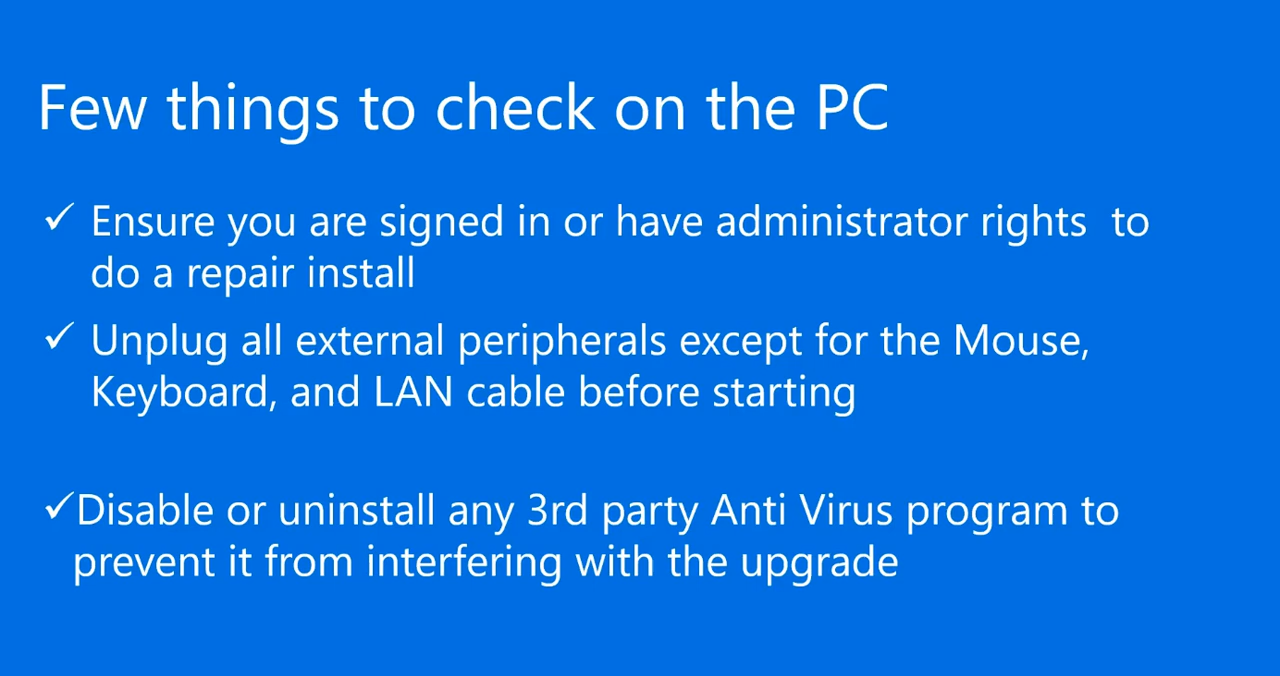 Few things to check on the PC
✓ Ensure you are signed in or have administrator rights  to
do a repair install
✓ Unplug all external peripherals except for the Mouse,
Keyboard, and LAN cable before starting
✓Disable or uninstall any 3rd party Anti Virus program to
prevent it from interfering with the upgrade